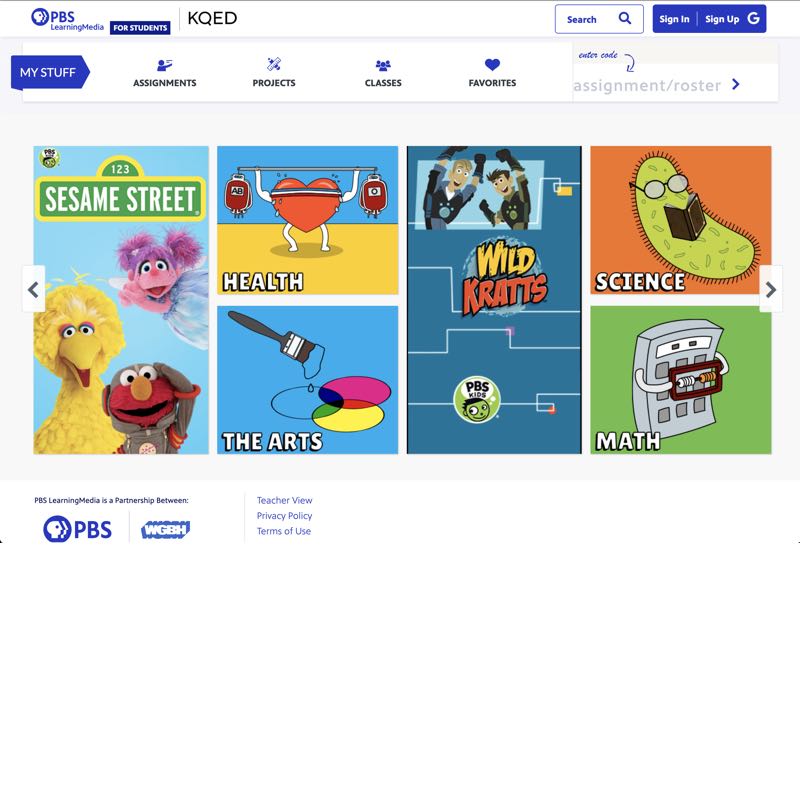 PBS
LearningMedia
FOR STUDENTS
KQED
Search
Sign In
Sign Up
MY STUFF
ASSIGNMENTS
PROJECTS
CLASSES
FAVORITES
enter code
assignment/roster
PBS KIDS
123
SESAME STREET
AB
O
HEALTH
THE ARTS
WILD
KRATTS
PBS
KIDS
SCIENCE
MATH
PBS LearningMedia is a Partnership Between:
PBS
WGBH
Teacher View
Privacy Policy
Terms of Use